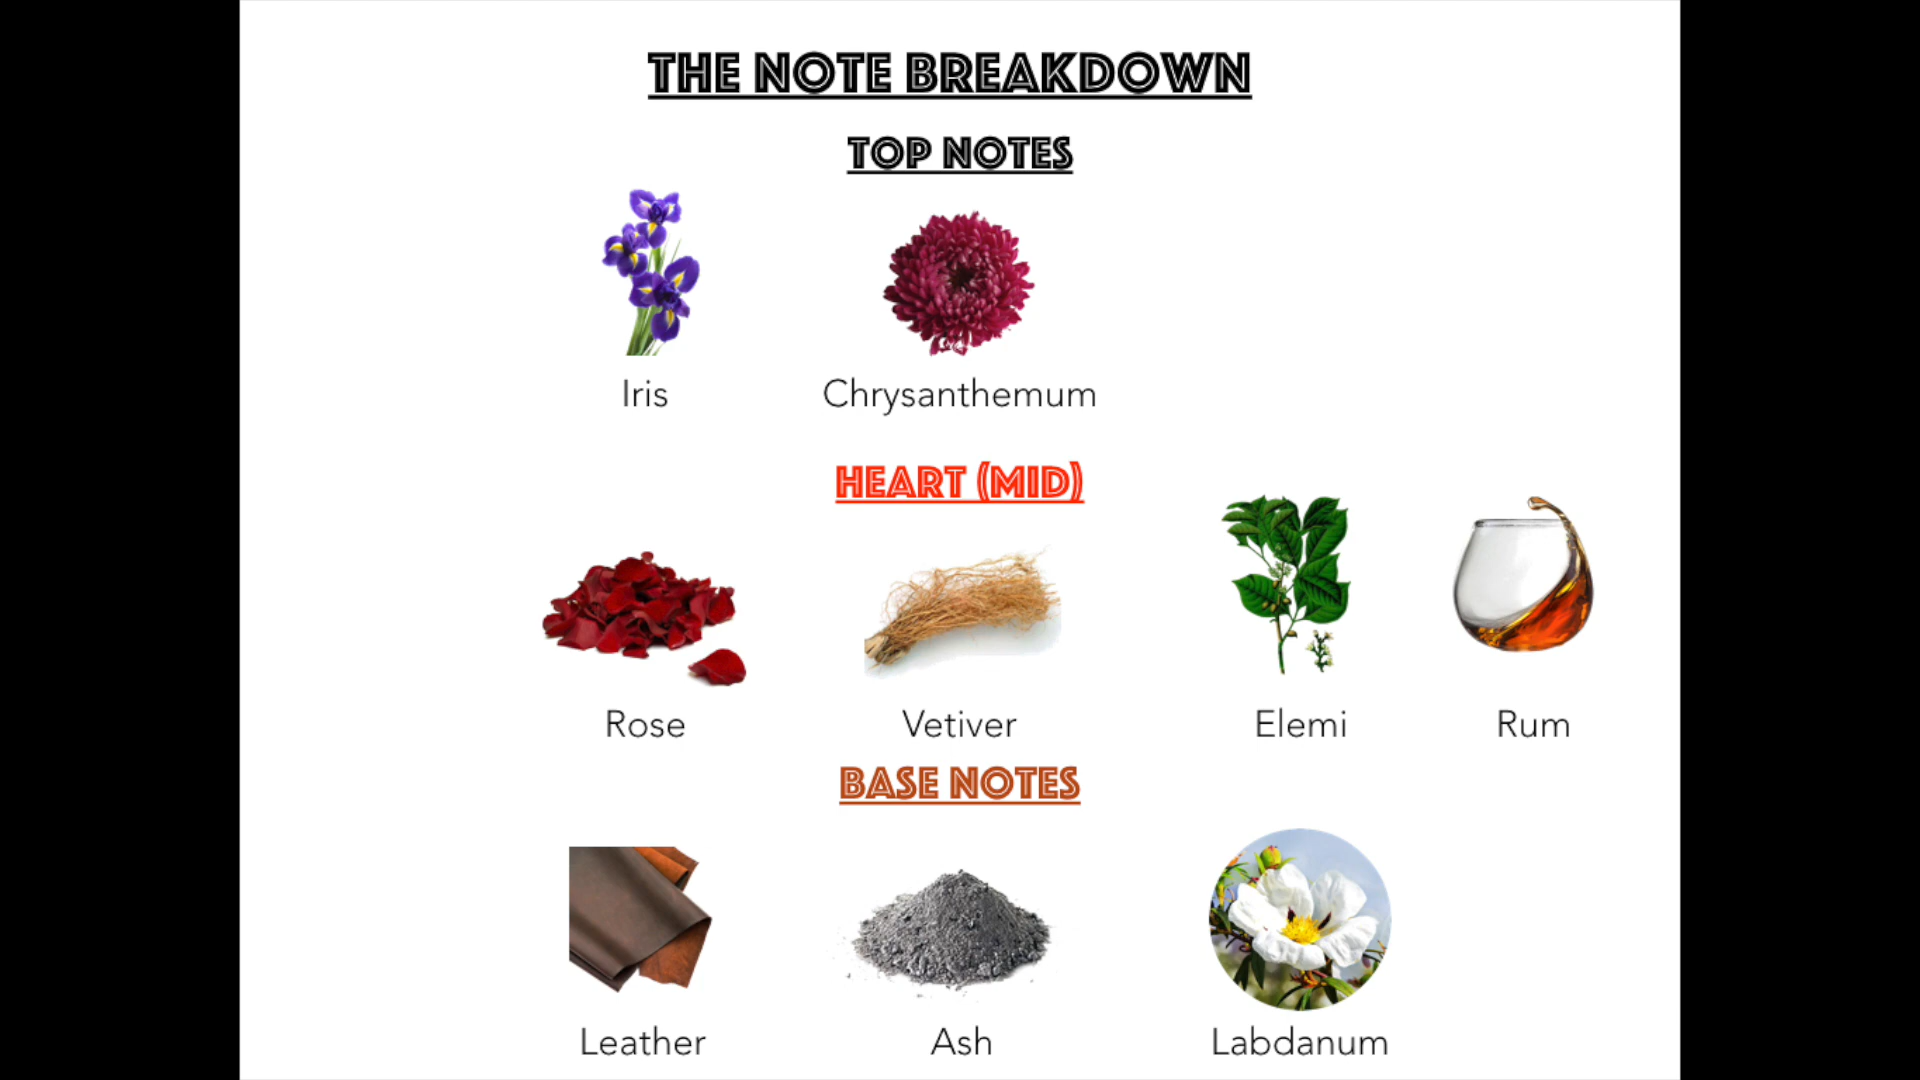 THE NOTE BREAKDOWN
TOP NOTES
Iris
Chrysanthemum
HEART (MID)
Rose
Vetiver
Elemi
Rum
BASE NOTES
Leather
Ash
Labdanum